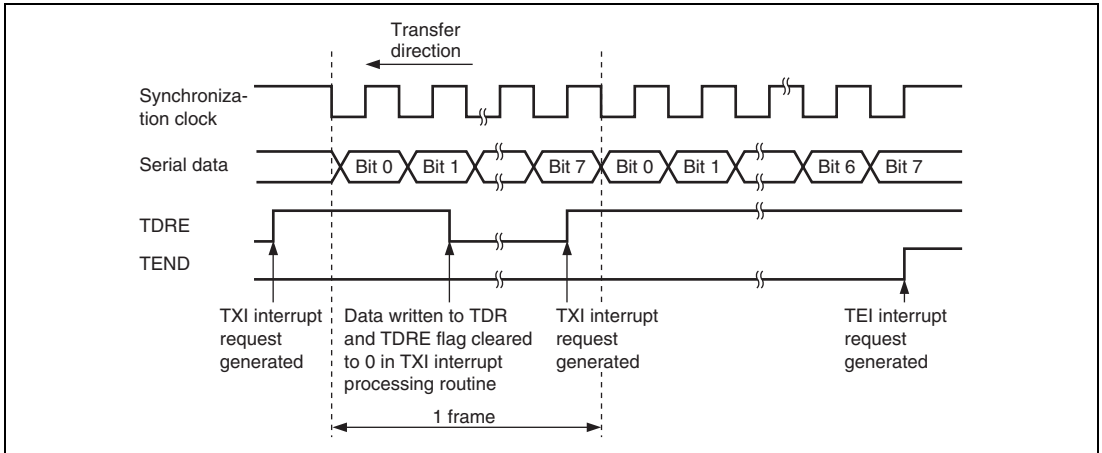 Transfer
direction
Synchroniza-
tion clock
Serial data
Bit 0 Bit 1 Bit 7 Bit 0 Bit 1 Bit 6 Bit 7
TDRE
TEND
TXI interrupt
request
generated
Data written to TDR
and TDRE flag cleared
to 0 in TXI interrupt
processing routine
TXI interrupt
request
generated
TEI interrupt
request
generated
1 frame